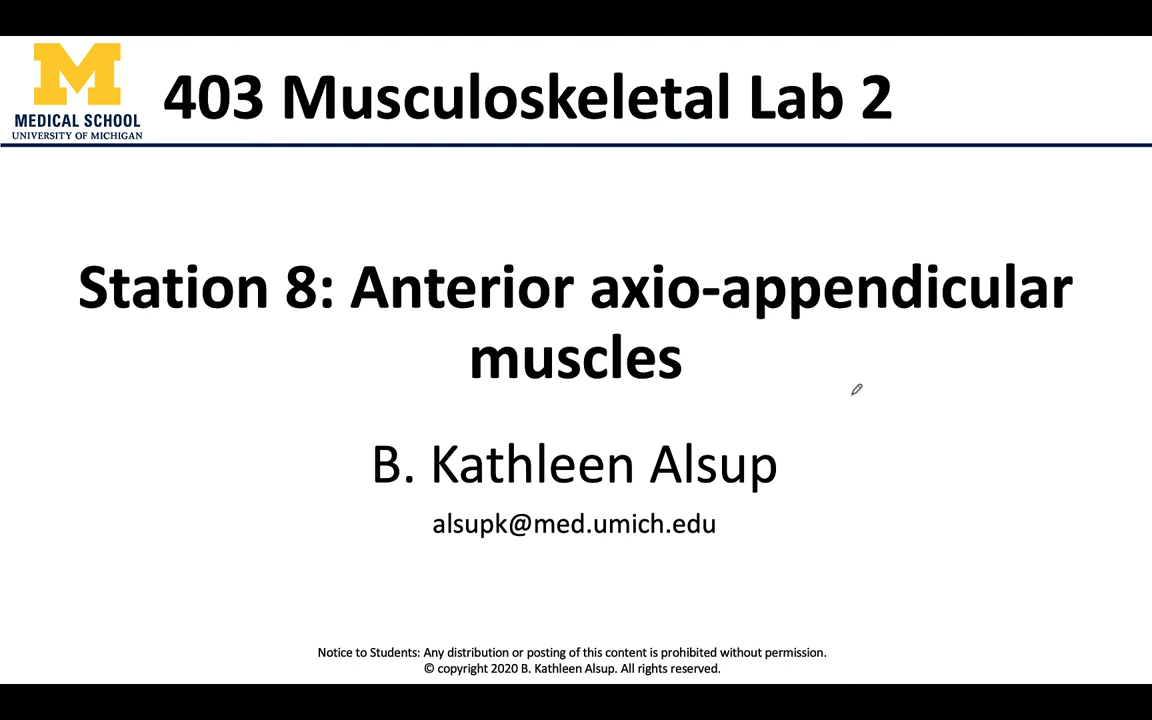 MEDICAL SCHOOL
UNIVERSITY OF MICHIGAN
403 Musculoskeletal Lab 2
Station 8: Anterior axio-appendicular
muscles
B. Kathleen Alsup
alsupk@med.umich.edu
Notice to Students: Any distribution or posting of this content is prohibited without permission.
© copyright 2020 B. Kathleen Alsup. All rights reserved.